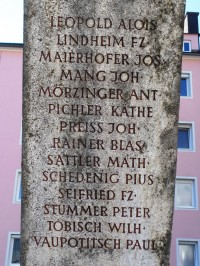 LEOPOLD ALOIS
LINDHEIM FZ
MAIERHOFER JOS
MANG JOH
MÖRZINGER ANT
PICHLER KÄTHE
PREISS JOH·
RAINER BLAS
SATTLER MATH
SCHEDENIG PIUS
SEIFRIED FZ·
STUMMER PETER
TOBISCH WILH·
VAUPOTITSCH PAUL